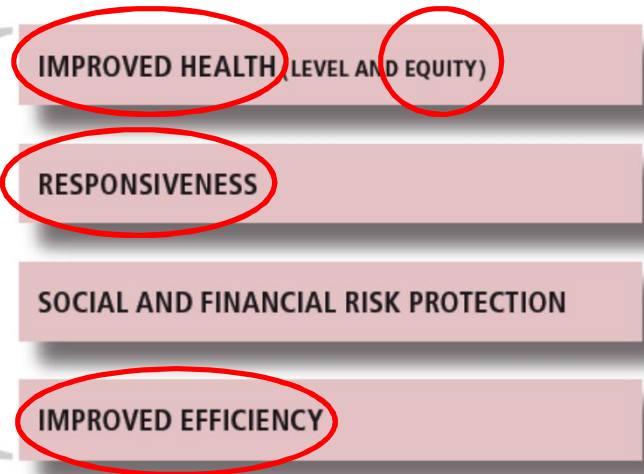 IMPROVED HEALTH (LEVEL AND EQUITY)
RESPONSIVENESS
SOCIAL AND FINANCIAL RISK PROTECTION
IMPROVED EFFICIENCY